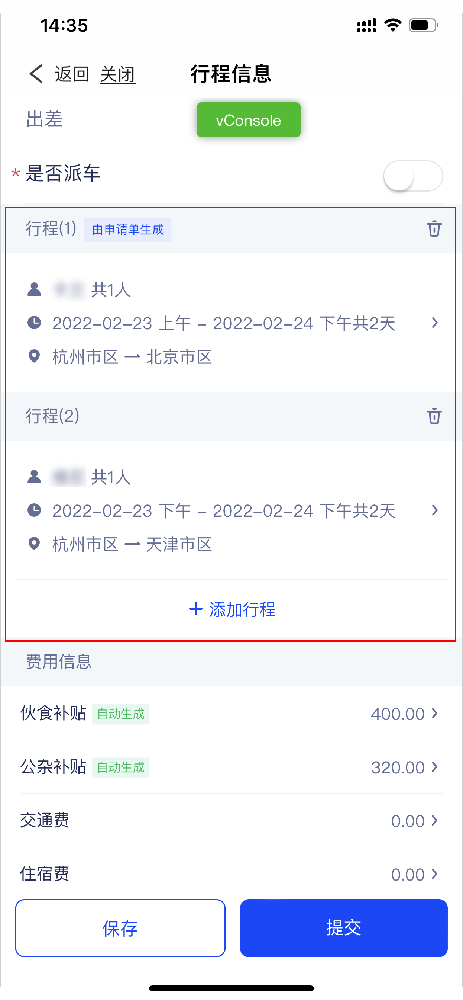 14:35
返回 关闭 行程信息
出差
vConsole
* 是否派车
行程(1) 由申请单生成
共1人
2022-02-23 上午 - 2022-02-24 下午共2天
杭州市区 北京市区
行程(2)
共1人
2022-02-23 下午 - 2022-02-24 下午共2天
杭州市区 天津市区
+ 添加行程
费用信息
伙食补贴 自动生成 400.00
公杂补贴 自动生成 320.00
交通费 0.00
住宿费 0.00
保存 提交